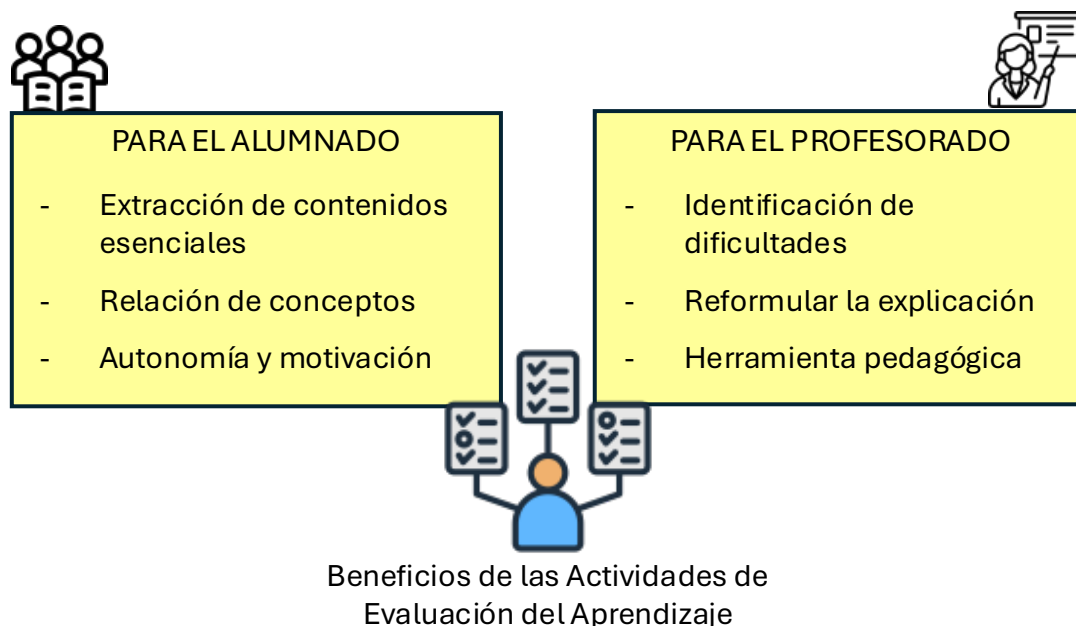 PARA EL ALUMNADO
- Extracción de contenidos
esenciales
- Relación de conceptos
- Autonomía y motivación
PARA EL PROFESORADO
- Identificación de
dificultades
- Reformular la explicación
- Herramienta pedagógica
Beneficios de las Actividades de
Evaluación del Aprendizaje